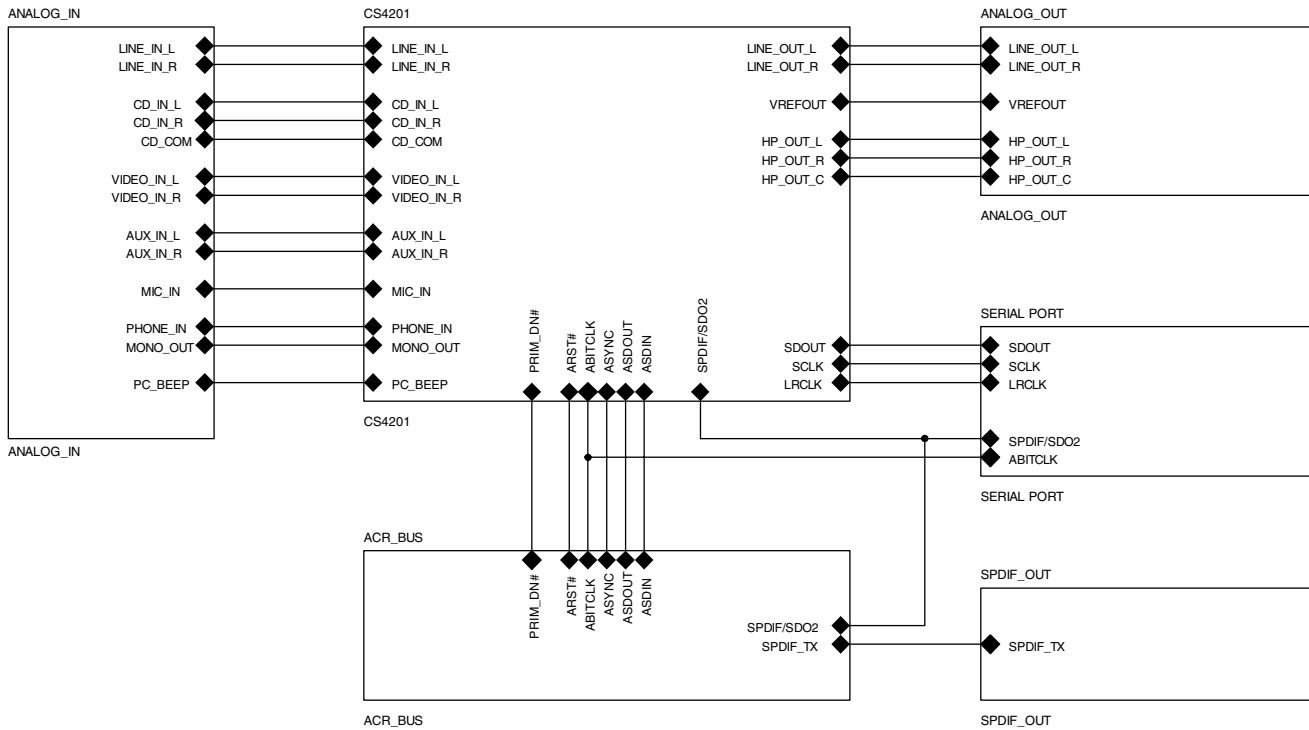 ANALOG_IN
LINE_IN_L
LINE_IN_R
CD_IN_L
CD_IN_R
CD_COM
VIDEO_IN_L
VIDEO_IN_R
AUX_IN_L
AUX_IN_R
MIC_IN
PHONE_IN
MONO_OUT
PC_BEEP
ANALOG_IN
CS4201
LINE_IN_L
LINE_IN_R
CD_IN_L
CD_IN_R
CD_COM
VIDEO_IN_L
VIDEO_IN_R
AUX_IN_L
AUX_IN_R
MIC_IN
PHONE_IN
MONO_OUT
PC_BEEP
LINE_OUT_L
LINE_OUT_R
VREFOUT
HP_OUT_L
HP_OUT_R
HP_OUT_C
SDOUT
SCLK
LRCLK
PRIM_DN#
ARST#
ABITCLK
ASYNC
ASDOUT
ASDIN
SPDIF/SDO2
CS4201
ANALOG_OUT
LINE_OUT_L
LINE_OUT_R
VREFOUT
HP_OUT_L
HP_OUT_R
HP_OUT_C
ANALOG_OUT
SERIAL PORT
SDOUT
SCLK
LRCLK
SPDIF/SDO2
ABITCLK
SERIAL PORT
ACR_BUS
PRIM_DN#
ARST#
ABITCLK
ASYNC
ASDOUT
ASDIN
SPDIF/SDO2
SPDIF_TX
ACR_BUS
SPDIF_OUT
SPDIF_TX
SPDIF_OUT